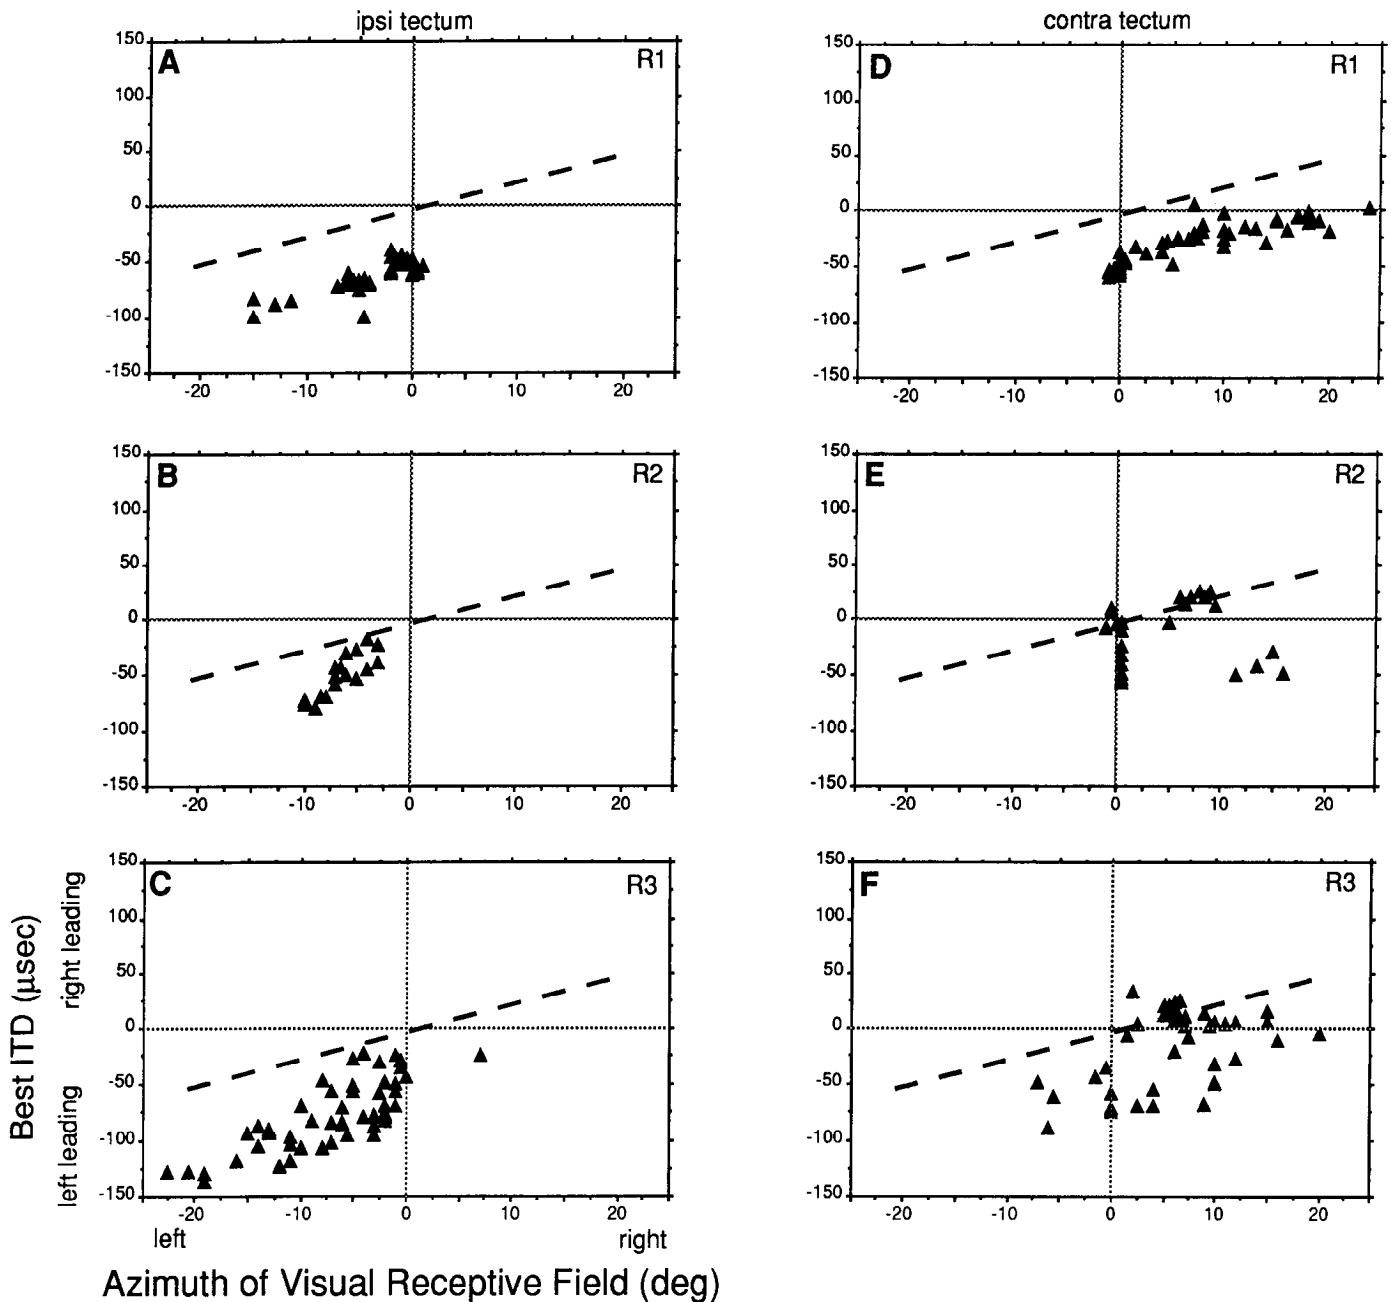 ipsi tectum
contra tectum
A
R1
150
100
50
0
-50
-100
-150
-20 -10 0 10 20
D
R1
150
100
50
0
-50
-100
-150
-20 -10 0 10 20
B
R2
150
100
50
0
-50
-100
-150
-20 -10 0 10 20
E
R2
150
100
50
0
-50
-100
-150
-20 -10 0 10 20
C
R3
150
100
50
0
-50
-100
-150
-20 -10 0 10 20
left right
F
R3
150
100
50
0
-50
-100
-150
-20 -10 0 10 20
Best ITD (µsec)
left leading right leading
Azimuth of Visual Receptive Field (deg)